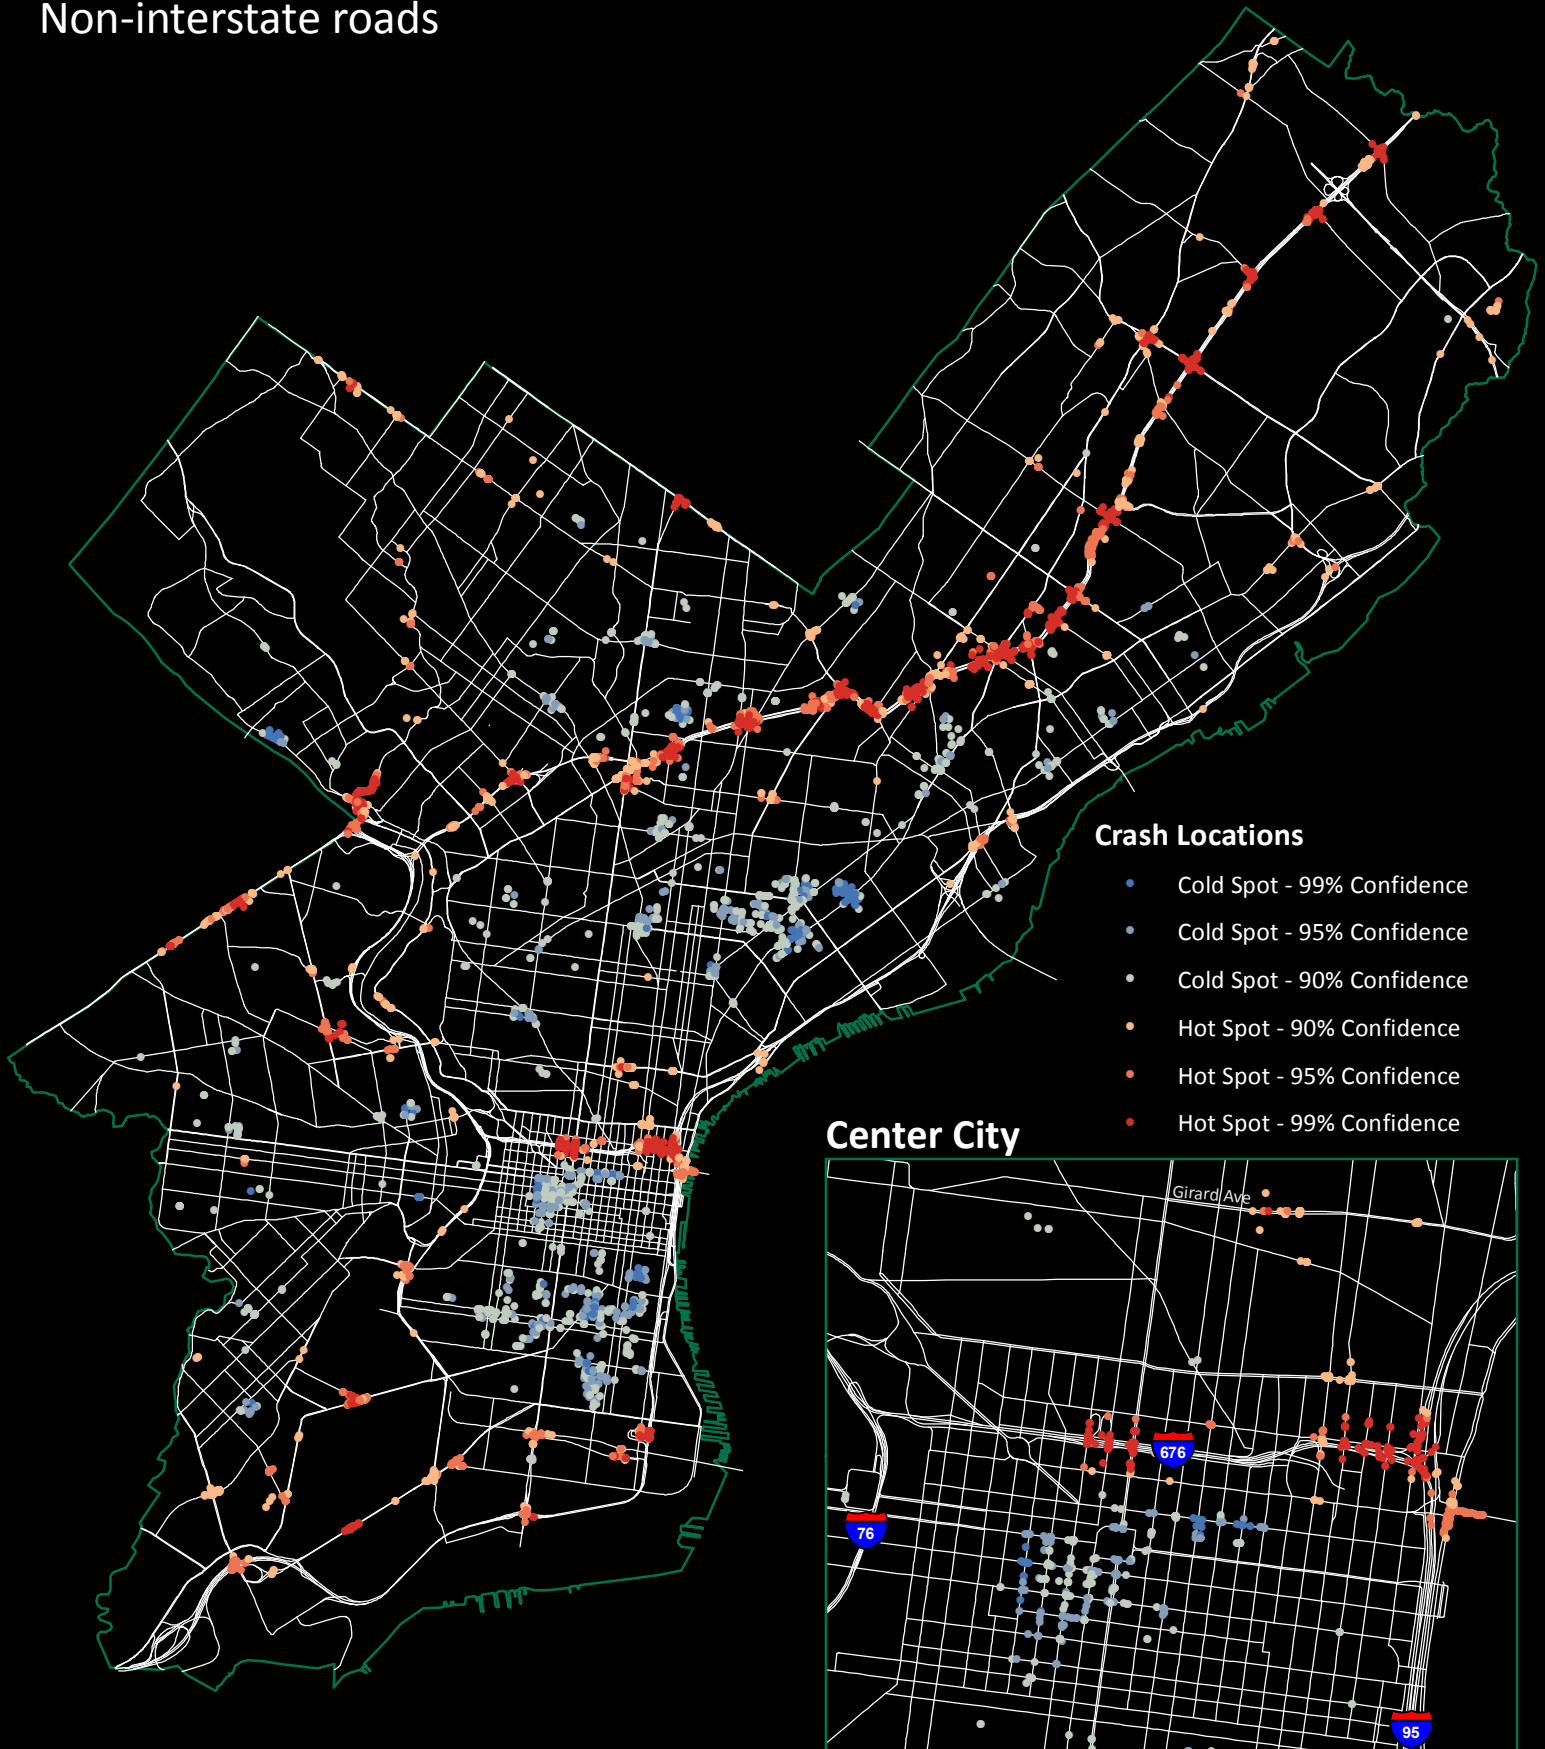 Non-interstate roads
Crash Locations
Cold Spot - 99% Confidence
Cold Spot - 95% Confidence
Cold Spot - 90% Confidence
Hot Spot - 90% Confidence
Hot Spot - 95% Confidence
Hot Spot - 99% Confidence
Center City
Girard Ave
676
76
95